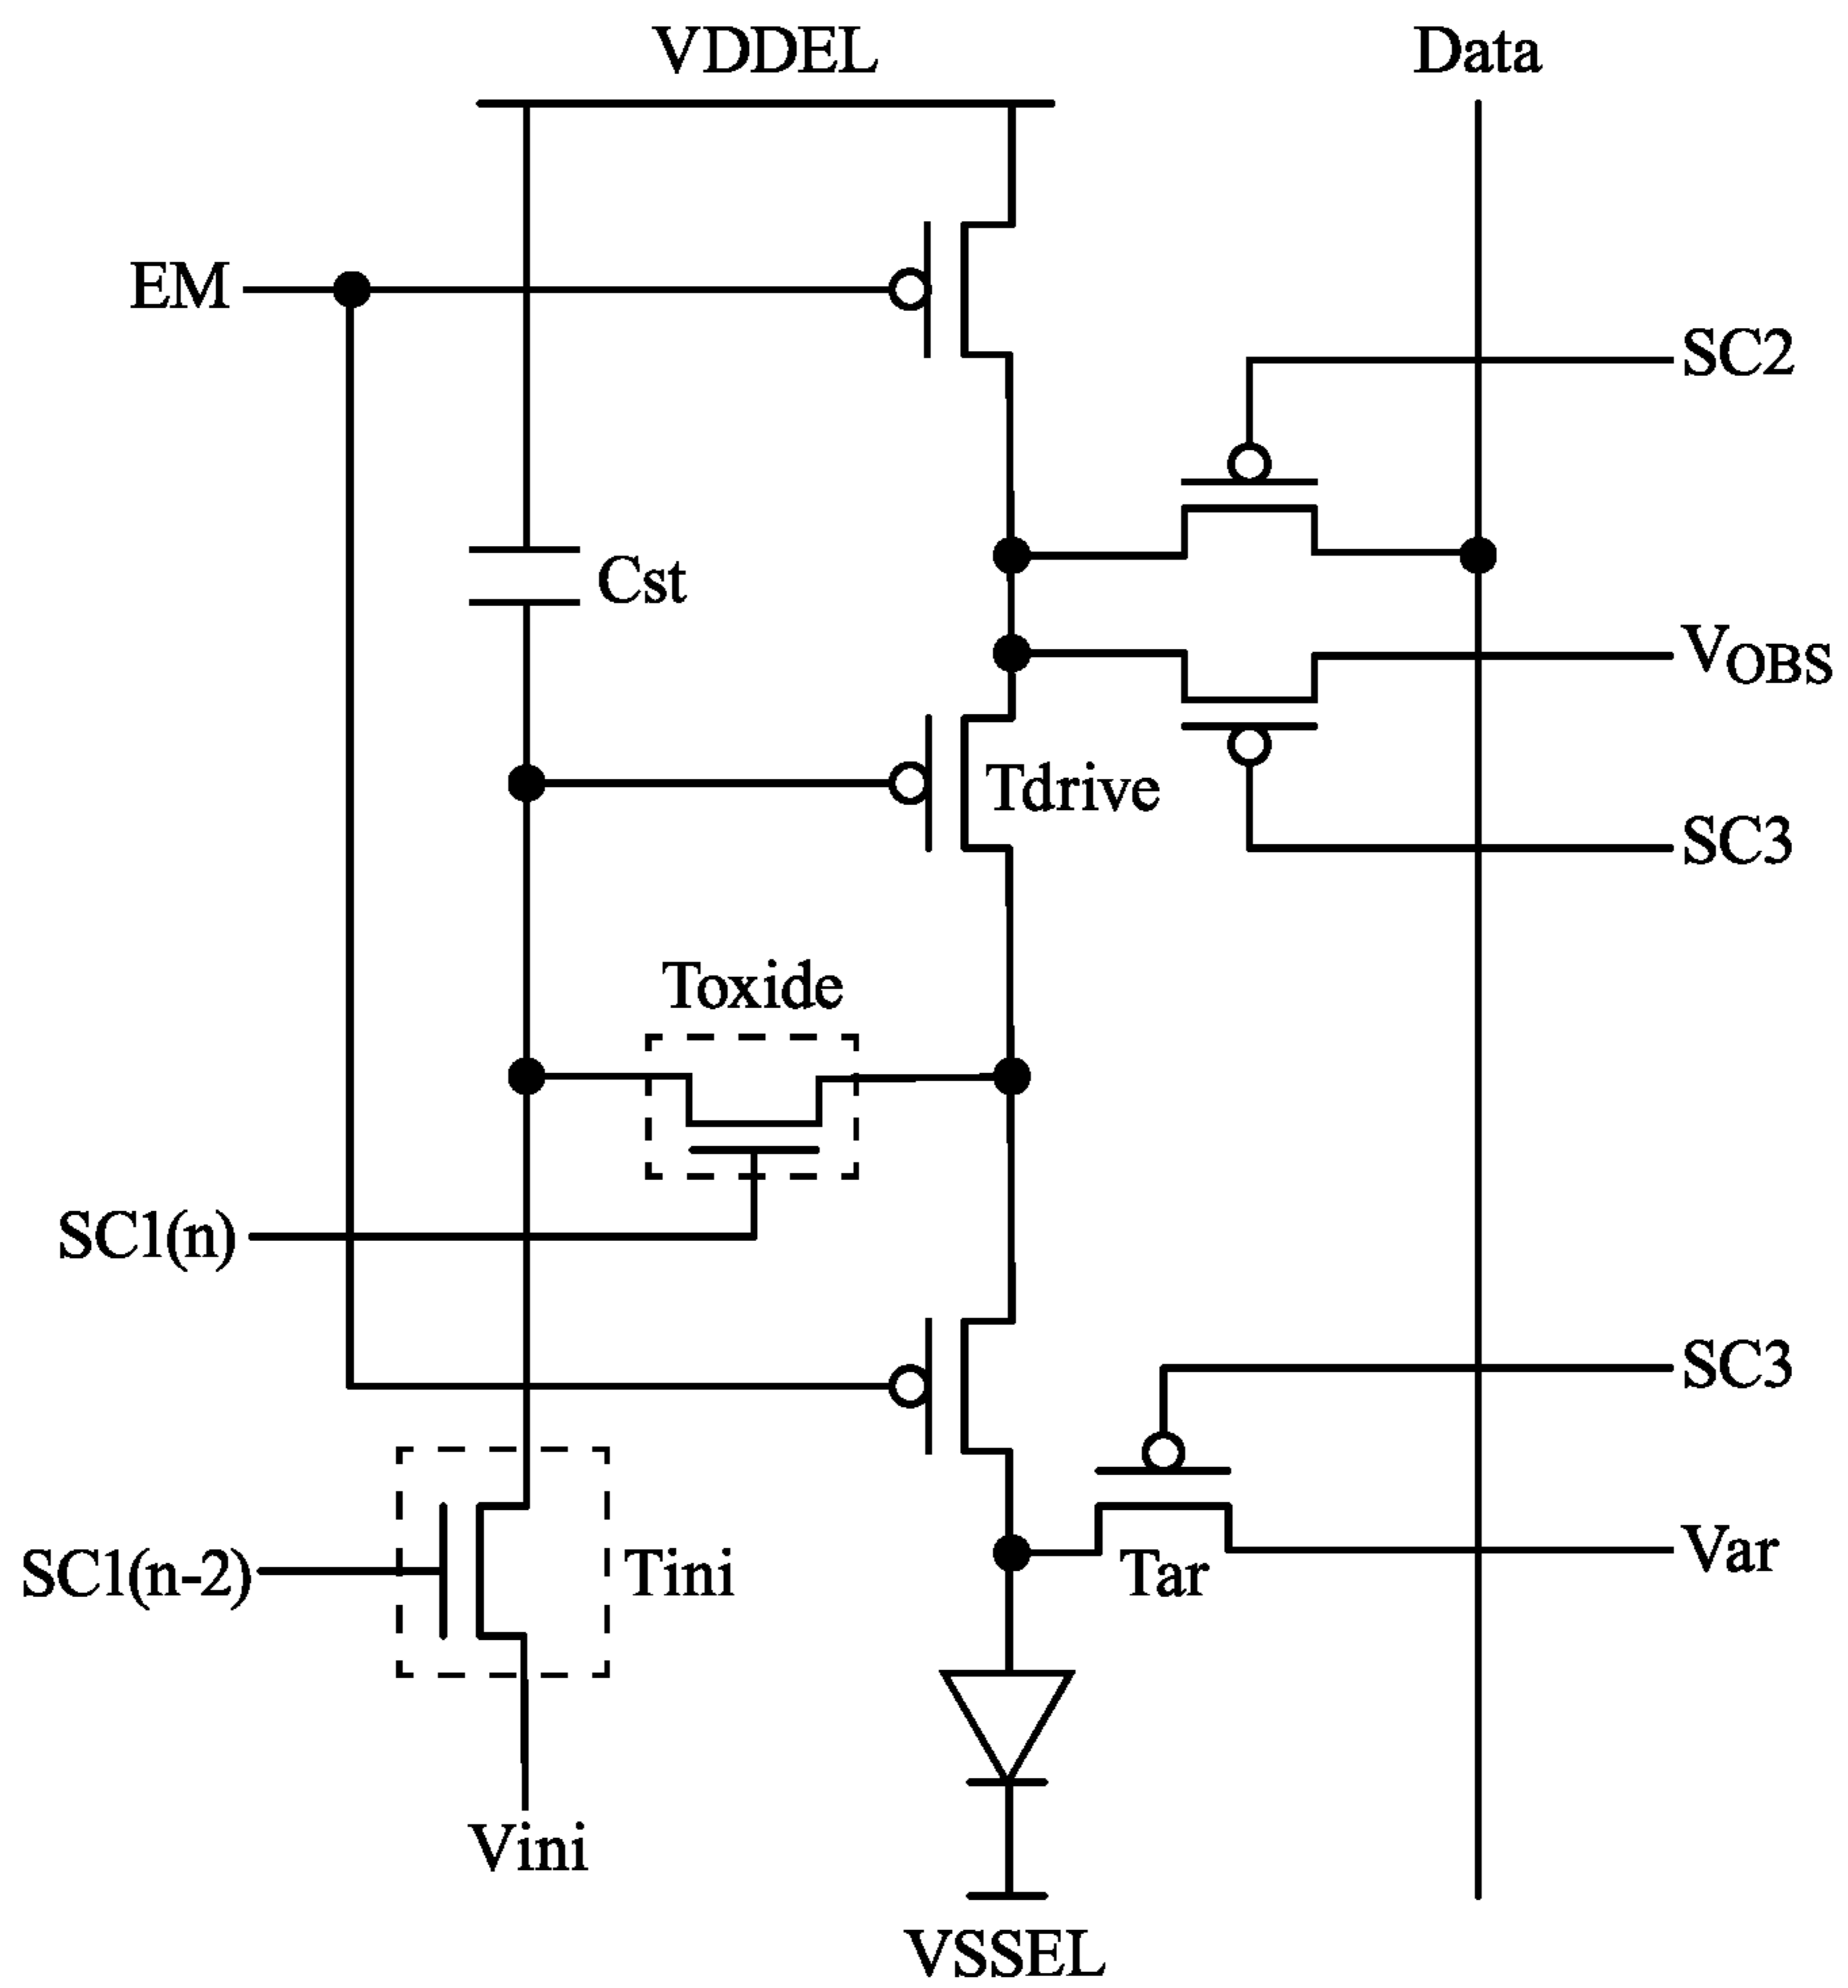 VDDEL
Data
EM
SC2
Cst
VOBS
Tdrive
SC3
Toxide
SC1(n)
SC3
Var
SC1(n-2)
Tini
Tar
Vini
VSSEL